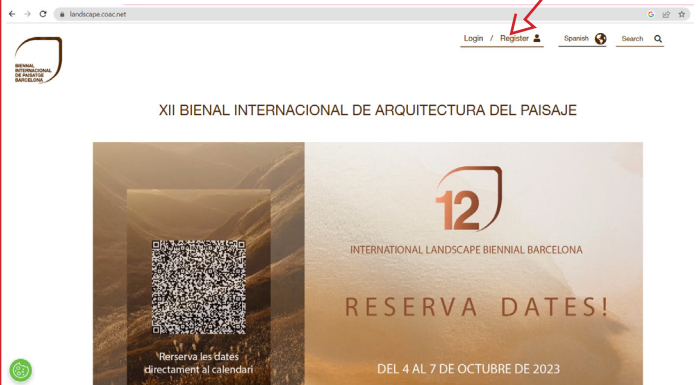 landscape.coac.net
Login / Register
Spanish
Search
BIENNAL
INTERNACIONAL
DE PAISATGE
BARCELONA
XII BIENAL INTERNACIONAL DE ARQUITECTURA DEL PAISAJE
12
INTERNATIONAL LANDSCAPE BIENNIAL BARCELONA
RESERVA DATES!
Rerserva les dates
directament al calendari
DEL 4 AL 7 DE OCTUBRE DE 2023